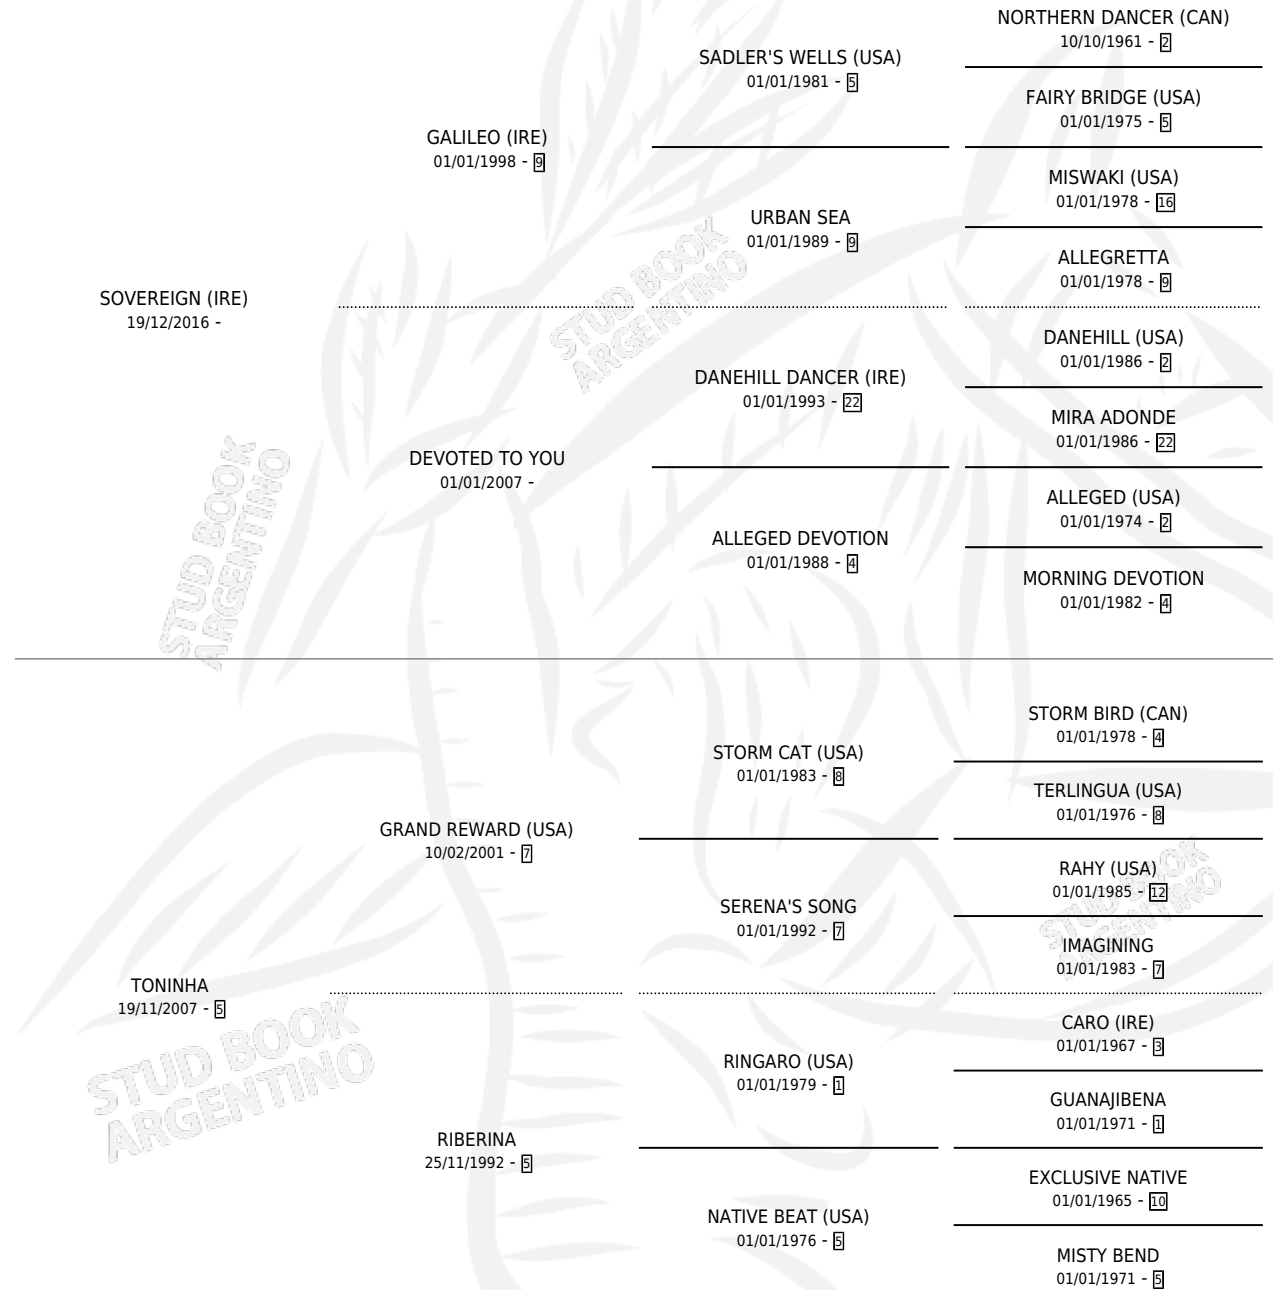 NORTHERN DANCER (CAN)
10/10/1961 - 2
SADLER'S WELLS (USA)
01/01/1981 - 5
FAIRY BRIDGE (USA)
01/01/1975 - 5
GALILEO (IRE)
01/01/1998 - 9
MISWAKI (USA)
01/01/1978 - 16
URBAN SEA
01/01/1989 - 9
ALLEGRETTA
01/01/1978 - 9
STUD BOOK
ARGENTINO
SOVEREIGN (IRE)
19/12/2016 -
DANEHILL (USA)
01/01/1986 - 2
DANEHILL DANCER (IRE)
01/01/1993 - 22
MIRA ADONDE
01/01/1986 - 22
DEVOTED TO YOU
01/01/2007 -
ALLEGED (USA)
01/01/1974 - 2
ALLEGED DEVOTION
01/01/1988 - 4
MORNING DEVOTION
01/01/1982 - 4
STUD BOOK
ARGENTINO
STORM BIRD (CAN)
01/01/1978 - 4
STORM CAT (USA)
01/01/1983 - 8
TERLINGUA (USA)
01/01/1976 - 8
GRAND REWARD (USA)
10/02/2001 - 7
RAHY (USA)
01/01/1985 - 12
SERENA'S SONG
01/01/1992 - 7
IMAGINING
01/01/1983 - 7
STUD BOOK
ARGENTINO
TONINHA
19/11/2007 - 5
CARO (IRE)
01/01/1967 - 3
RINGARO (USA)
01/01/1979 - 1
GUANAJIBENA
01/01/1971 - 1
STUD BOOK
ARGENTINO
RIBERINA
25/11/1992 - 5
EXCLUSIVE NATIVE
01/01/1965 - 10
NATIVE BEAT (USA)
01/01/1976 - 5
MISTY BEND
01/01/1971 - 5